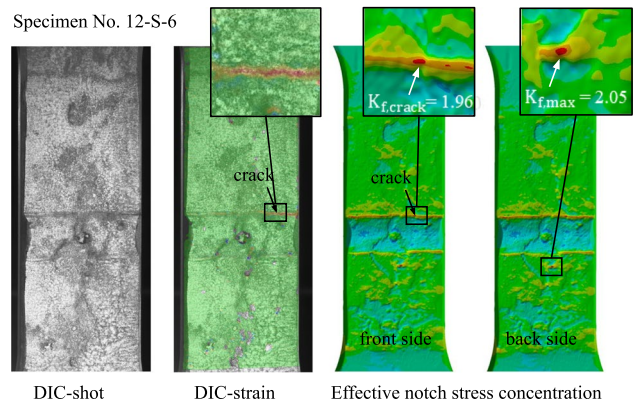 Specimen No. 12-S-6
K_f,crack = 1.960
K_f,max = 2.05
crack
crack
front side
back side
DIC-shot
DIC-strain
Effective notch stress concentration